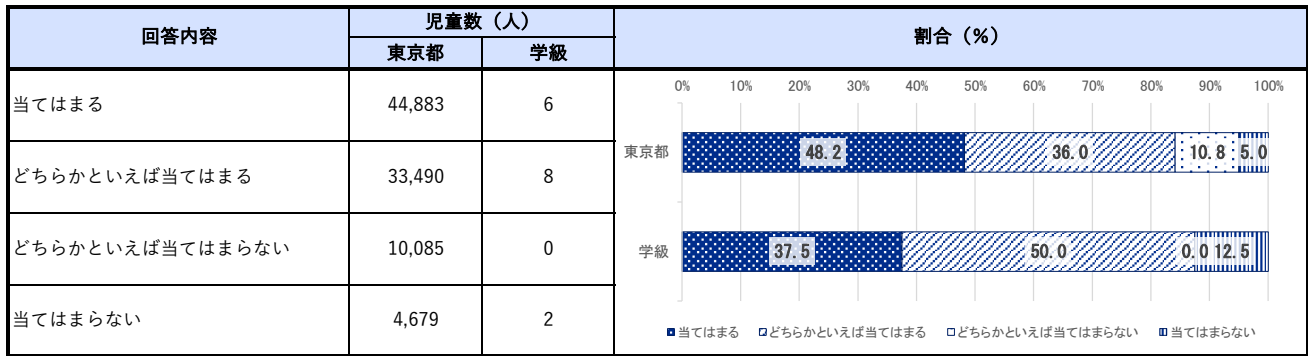 回答内容
児童数（人）
割合（％）
東京都 学級
当てはまる 44,883 6
どちらかといえば当てはまる 33,490 8
どちらかといえば当てはまらない 10,085 0
当てはまらない 4,679 2
0% 10% 20% 30% 40% 50% 60% 70% 80% 90% 100%
東京都 48.2 36.0 10.8 5.0
学級 37.5 50.0 0.0 12.5
当てはまる どちらかといえば当てはまる どちらかといえば当てはまらない 当てはまらない